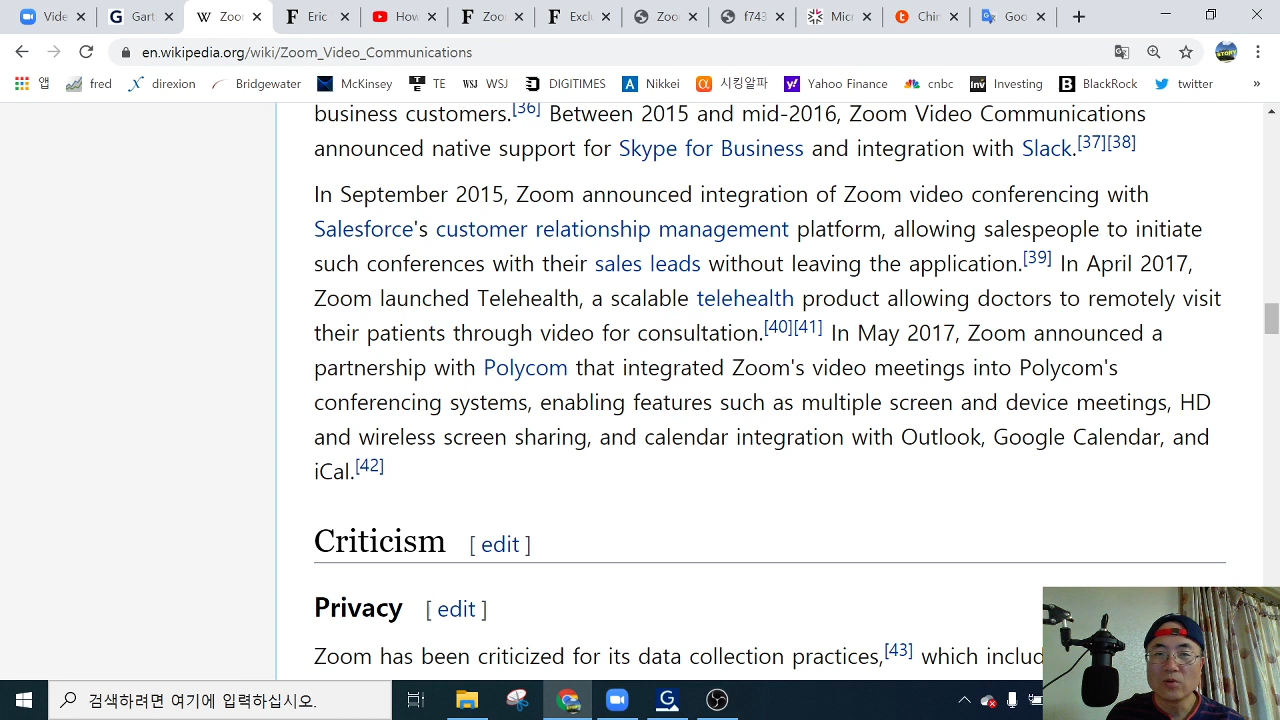 Vide
Gart
Zoor
Eric
How
Zoo
Exclu
Zoo
f743
Micr
Chin
Goo
en.wikipedia.org/wiki/Zoom_Video_Communications
앱 fred direxion Bridgewater McKinsey TE WSJ DIGITIMES Nikkei 시킹알파 Yahoo Finance cnbc Investing BlackRock twitter »
business customers.[36] Between 2015 and mid-2016, Zoom Video Communications
announced native support for Skype for Business and integration with Slack.[37][38]
In September 2015, Zoom announced integration of Zoom video conferencing with
Salesforce's customer relationship management platform, allowing salespeople to initiate
such conferences with their sales leads without leaving the application.[39] In April 2017,
Zoom launched Telehealth, a scalable telehealth product allowing doctors to remotely visit
their patients through video for consultation.[40][41] In May 2017, Zoom announced a
partnership with Polycom that integrated Zoom's video meetings into Polycom's
conferencing systems, enabling features such as multiple screen and device meetings, HD
and wireless screen sharing, and calendar integration with Outlook, Google Calendar, and
iCal.[42]
Criticism [ edit ]
Privacy [ edit ]
Zoom has been criticized for its data collection practices,[43] which includ
검색하려면 여기에 입력하십시오.